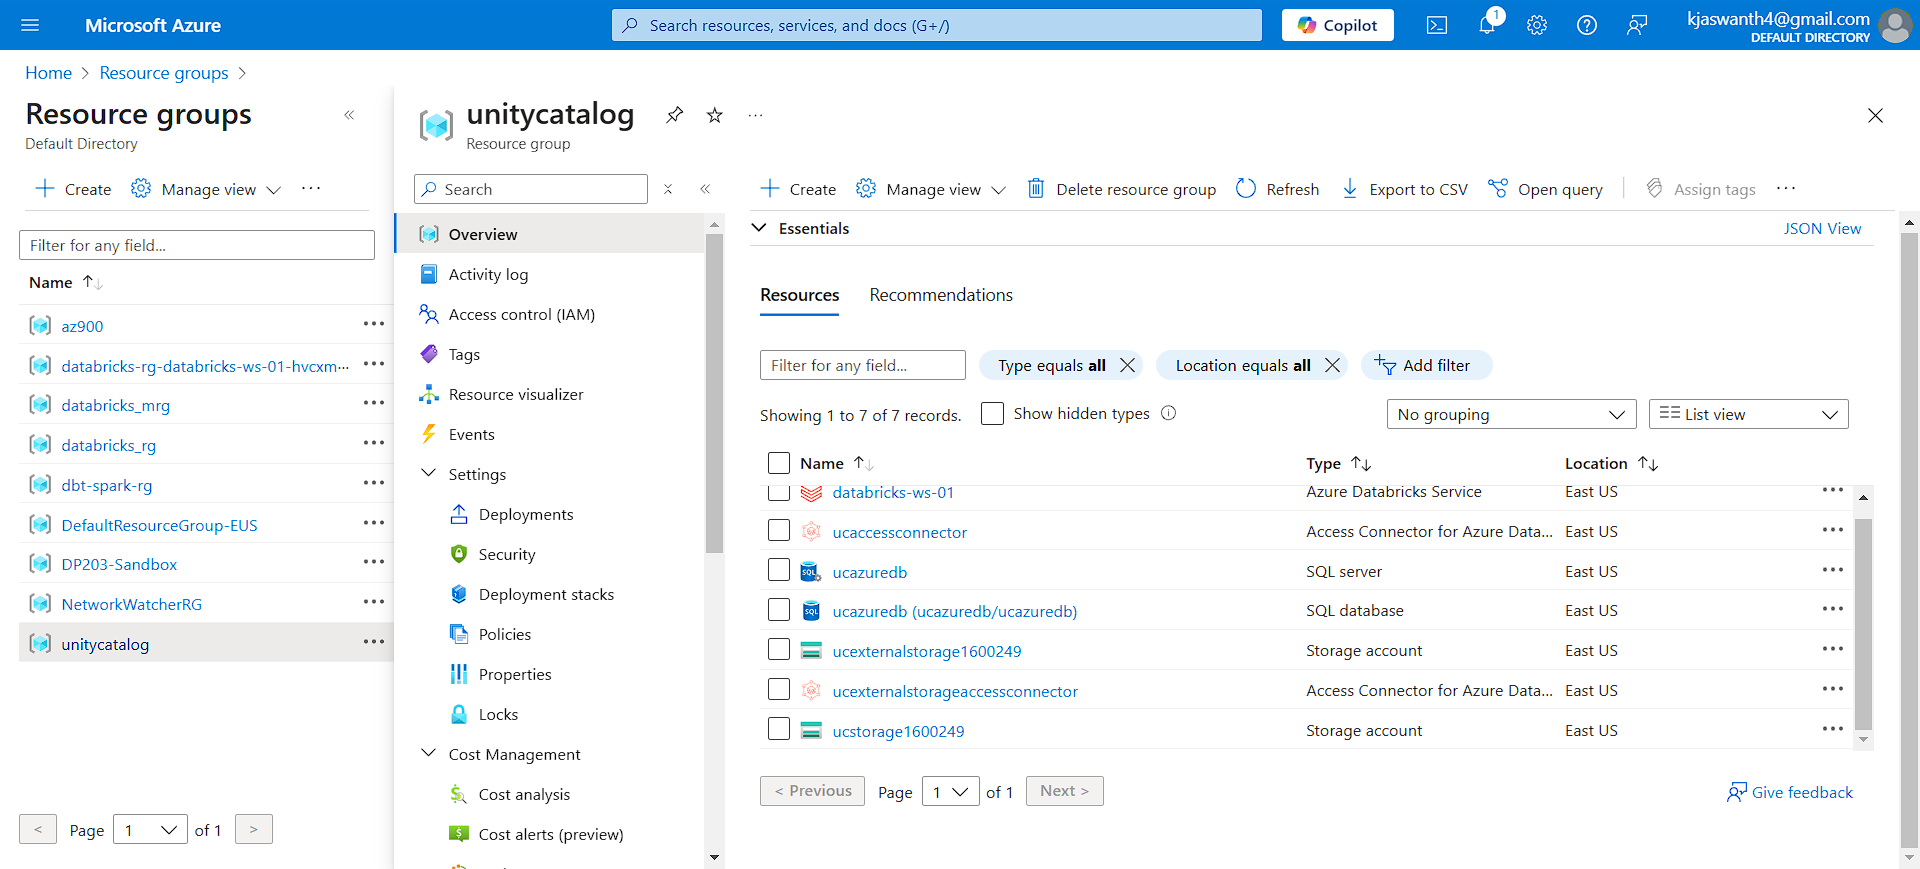 Microsoft Azure
Search resources, services, and docs (G+/)
Copilot
1
kjaswanth4@gmail.com
DEFAULT DIRECTORY
Home > Resource groups >
Resource groups
Default Directory
Create
Manage view
Filter for any field...
Name
az900
databricks-rg-databricks-ws-01-hvcxm...
databricks_mrg
databricks_rg
dbt-spark-rg
DefaultResourceGroup-EUS
DP203-Sandbox
NetworkWatcherRG
unitycatalog
< Page 1 of 1 >
unitycatalog
Resource group
Search
Overview
Activity log
Access control (IAM)
Tags
Resource visualizer
Events
Settings
Deployments
Security
Deployment stacks
Policies
Properties
Locks
Cost Management
Cost analysis
Cost alerts (preview)
Create Manage view Delete resource group Refresh Export to CSV Open query Assign tags
Essentials
JSON View
Resources Recommendations
Filter for any field... Type equals all Location equals all Add filter
Showing 1 to 7 of 7 records. Show hidden types No grouping List view
Name Type Location
databricks-ws-01 Azure Databricks Service East US
ucaccessconnector Access Connector for Azure Data... East US
ucazuredb SQL server East US
ucazuredb (ucazuredb/ucazuredb) SQL database East US
ucexternalstorage1600249 Storage account East US
ucexternalstorageaccessconnector Access Connector for Azure Data... East US
ucstorage1600249 Storage account East US
< Previous Page 1 of 1 Next >
Give feedback